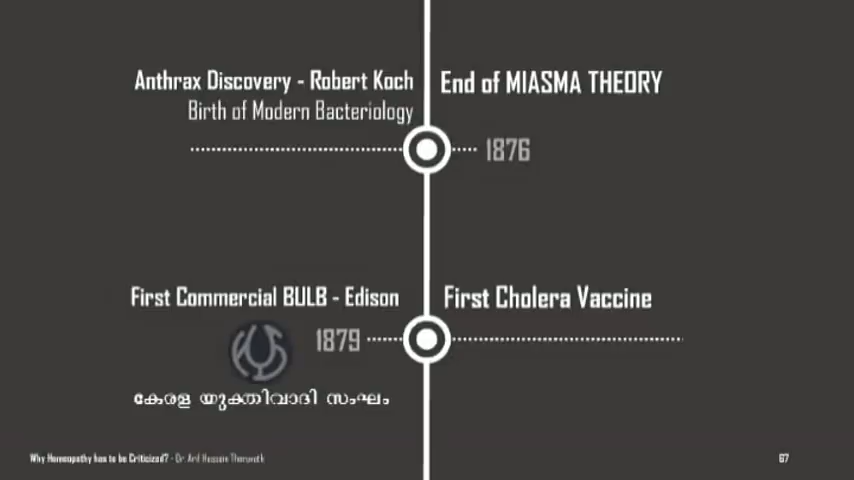 Anthrax Discovery - Robert Koch
Birth of Modern Bacteriology
End of MIASMA THEORY
1876
First Commercial BULB - Edison
First Cholera Vaccine
1879
കേരള യുക്തിവാദി സംഘം
Why Homeopathy has to be Criticized? - Dr. Arif Hussain Theruvath
67